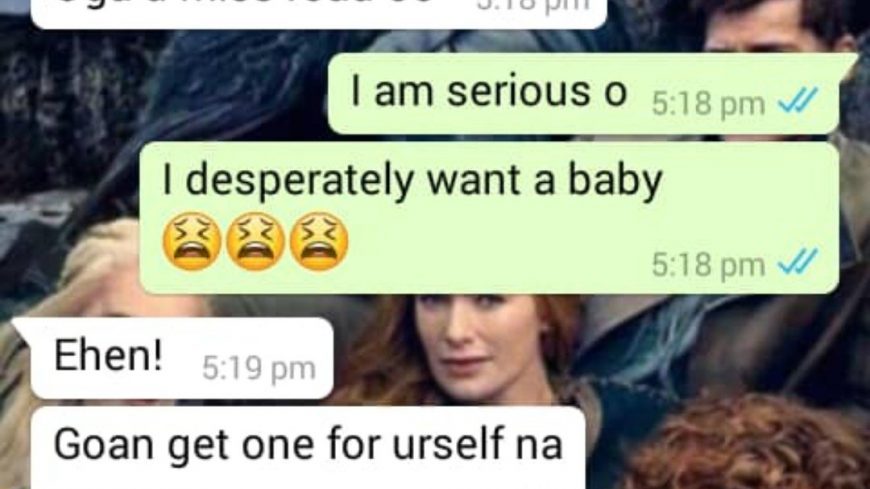 5:18 pm
I am serious o 5:18 pm
I desperately want a baby
😫😫😫
5:18 pm
Ehen! 5:19 pm
Goan get one for urself na